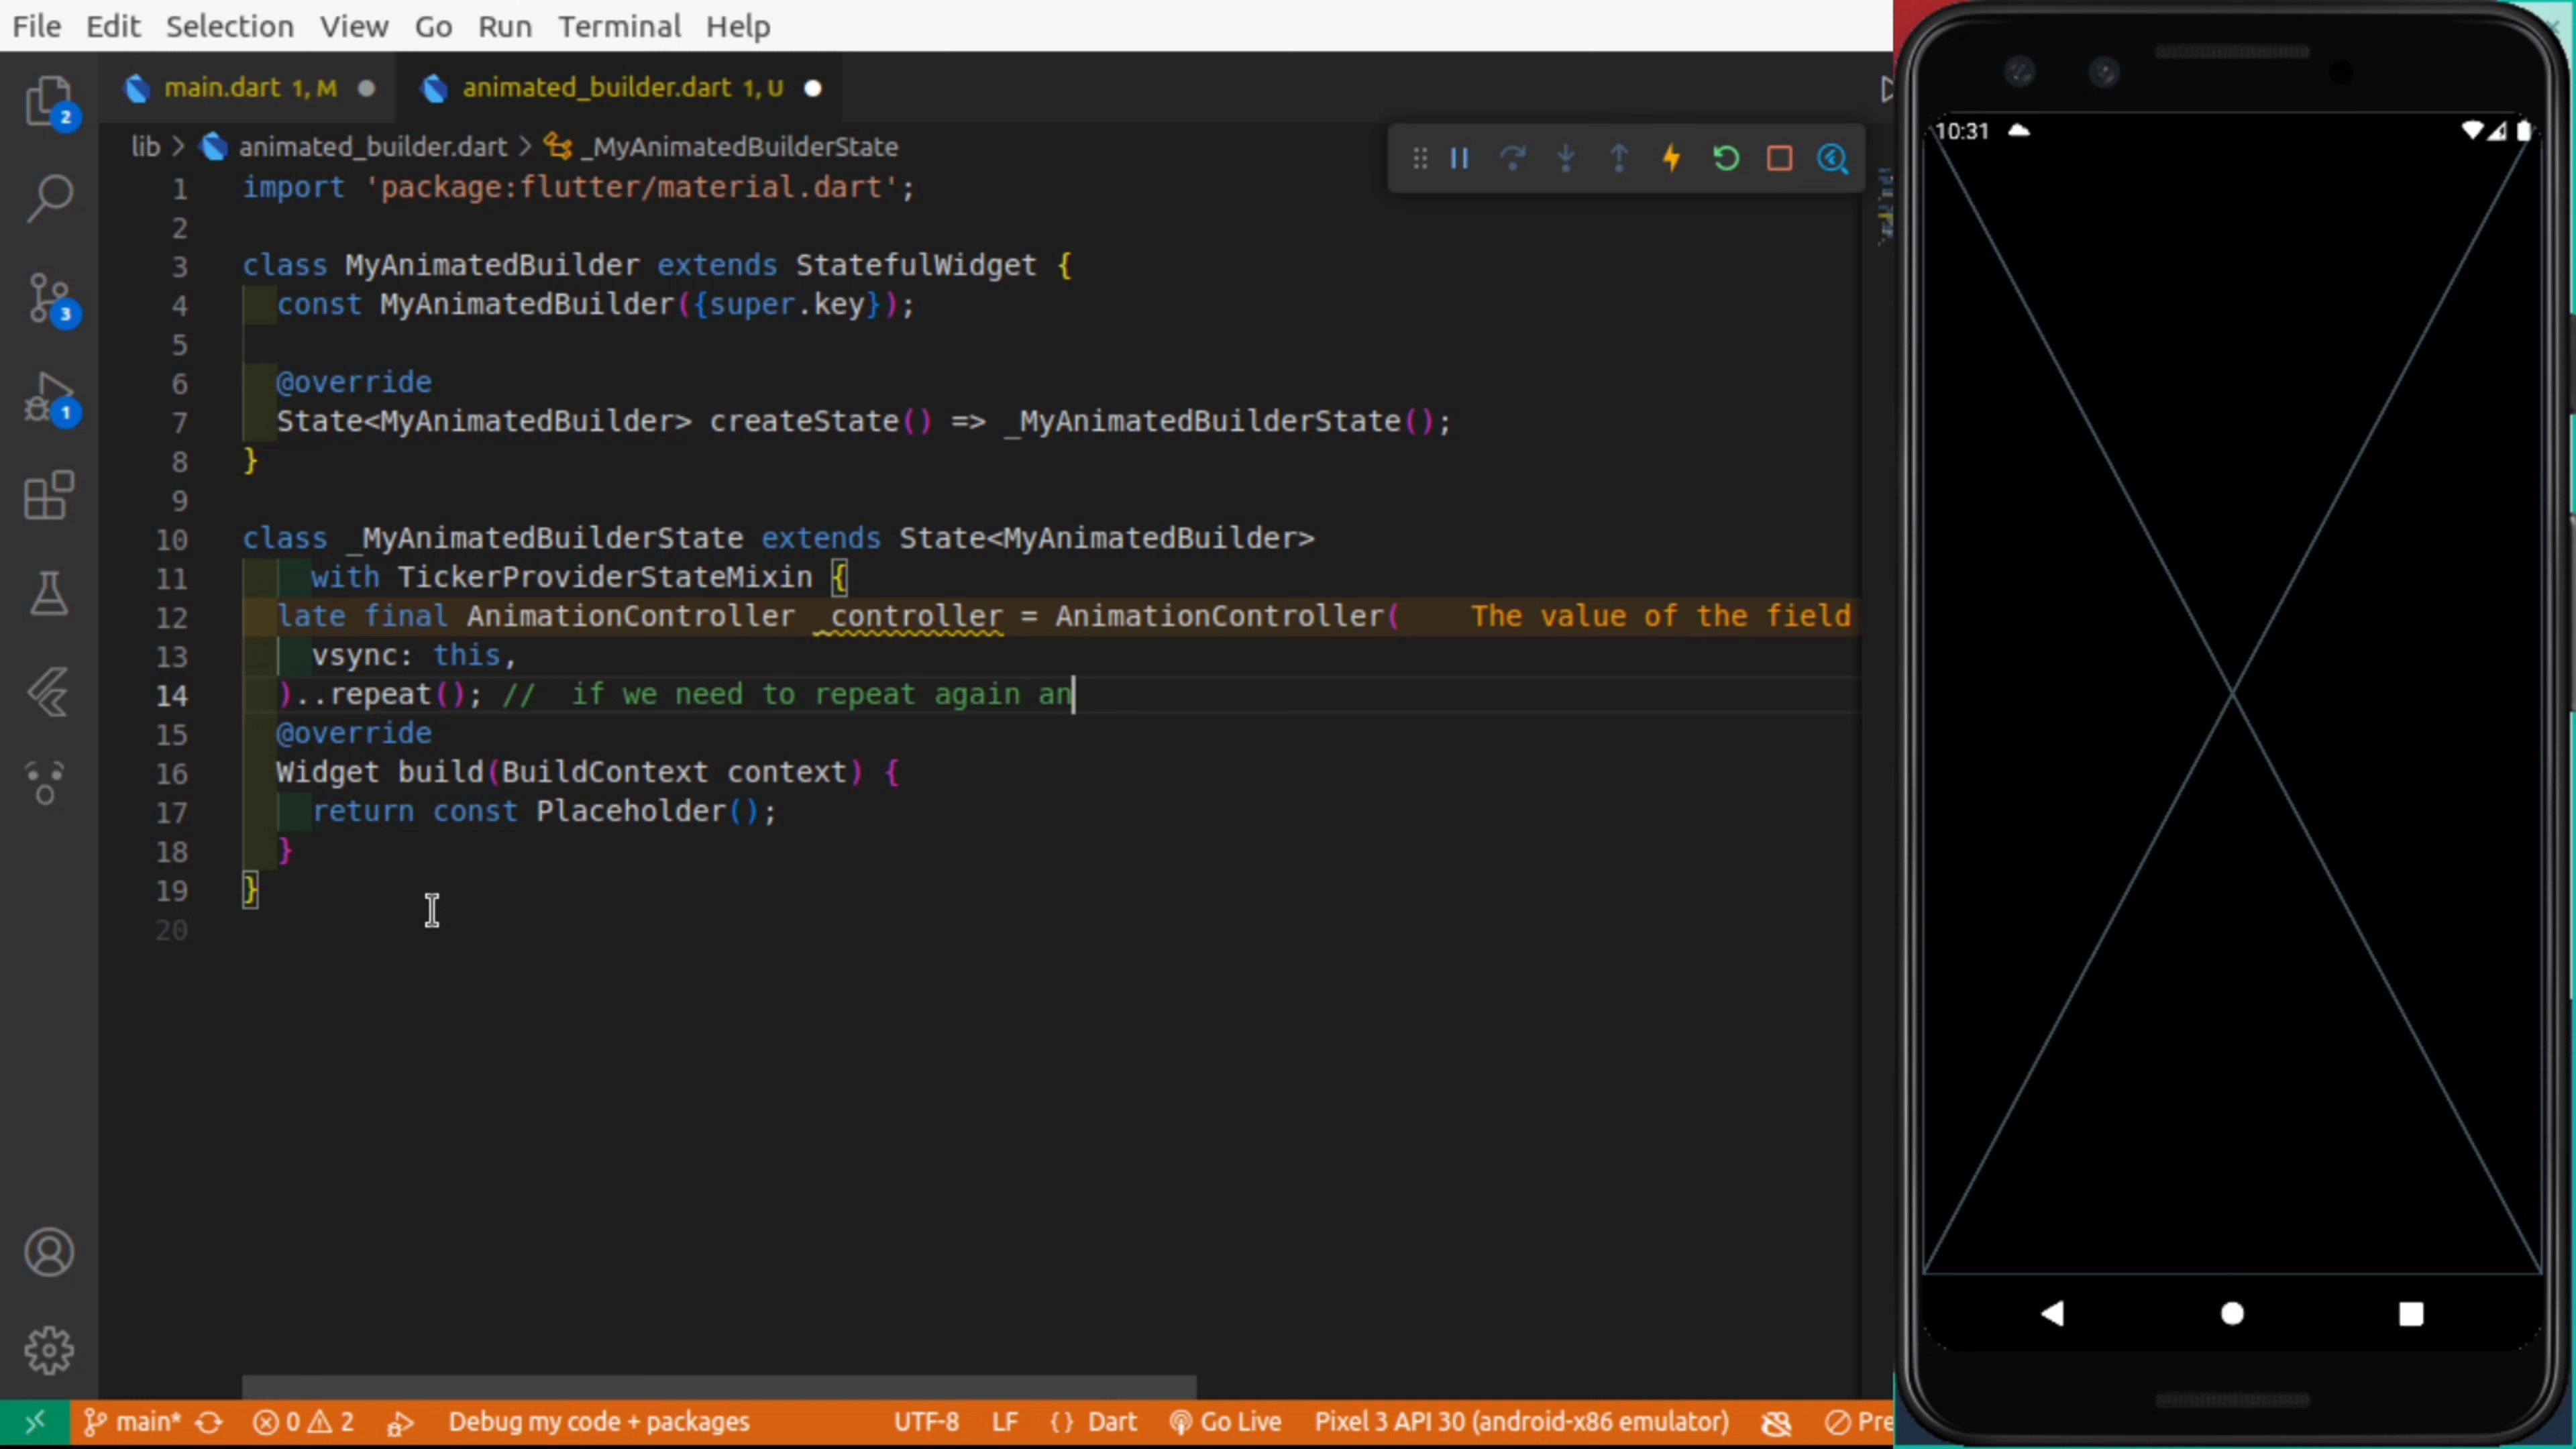 File Edit Selection View Go Run Terminal Help
main.dart 1, M animated_builder.dart 1, U
lib > animated_builder.dart > _MyAnimatedBuilderState
1 import 'package:flutter/material.dart';
2
3 class MyAnimatedBuilder extends StatefulWidget {
4 const MyAnimatedBuilder({super.key});
5
6 @override
7 State<MyAnimatedBuilder> createState() => _MyAnimatedBuilderState();
8 }
9
10 class _MyAnimatedBuilderState extends State<MyAnimatedBuilder>
11 with TickerProviderStateMixin {
12 late final AnimationController _controller = AnimationController( The value of the field
13 vsync: this,
14 )..repeat(); // if we need to repeat again an
15 @override
16 Widget build(BuildContext context) {
17 return const Placeholder();
18 }
19 }
20
2
3
1
main* 0 2 Debug my code + packages UTF-8 LF {} Dart Go Live Pixel 3 API 30 (android-x86 emulator) Pre
10:31